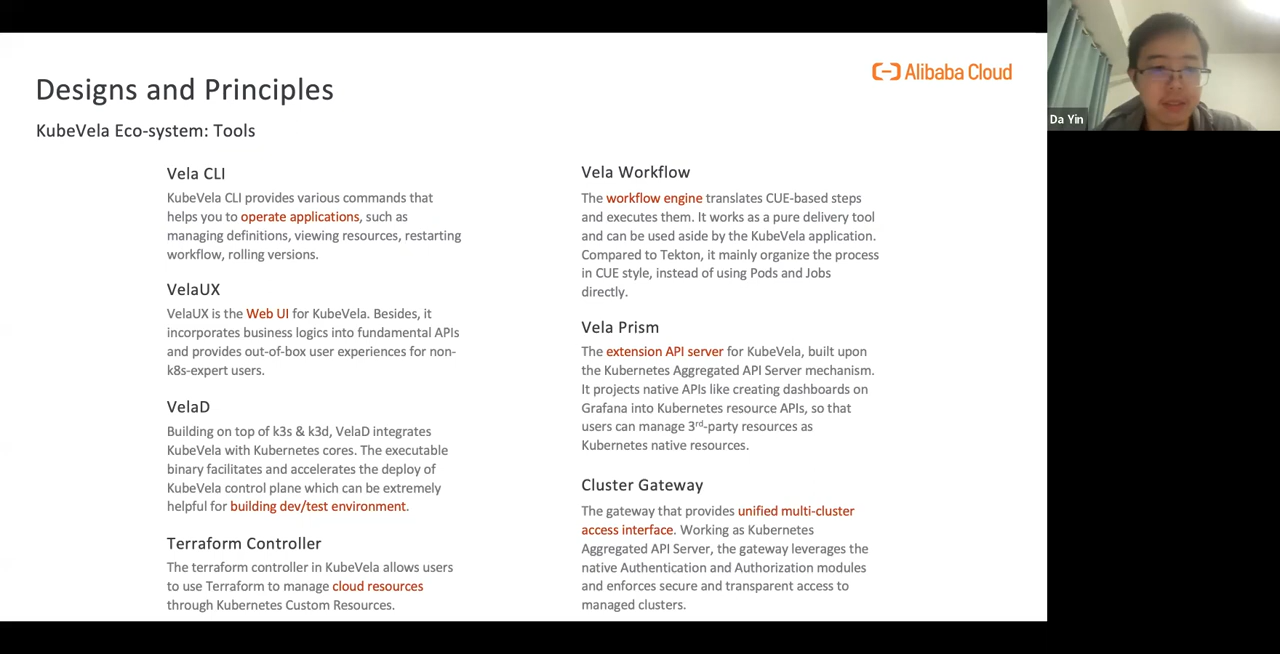 Designs and Principles
Alibaba Cloud
KubeVela Eco-system: Tools
Vela CLI
KubeVela CLI provides various commands that
helps you to operate applications, such as
managing definitions, viewing resources, restarting
workflow, rolling versions.
VelaUX
VelaUX is the Web UI for KubeVela. Besides, it
incorporates business logics into fundamental APIs
and provides out-of-box user experiences for non-
k8s-expert users.
VelaD
Building on top of k3s & k3d, VelaD integrates
KubeVela with Kubernetes cores. The executable
binary facilitates and accelerates the deploy of
KubeVela control plane which can be extremely
helpful for building dev/test environment.
Terraform Controller
The terraform controller in KubeVela allows users
to use Terraform to manage cloud resources
through Kubernetes Custom Resources.
Vela Workflow
The workflow engine translates CUE-based steps
and executes them. It works as a pure delivery tool
and can be used aside by the KubeVela application.
Compared to Tekton, it mainly organize the process
in CUE style, instead of using Pods and Jobs
directly.
Vela Prism
The extension API server for KubeVela, built upon
the Kubernetes Aggregated API Server mechanism.
It projects native APIs like creating dashboards on
Grafana into Kubernetes resource APIs, so that
users can manage 3rd-party resources as
Kubernetes native resources.
Cluster Gateway
The gateway that provides unified multi-cluster
access interface. Working as Kubernetes
Aggregated API Server, the gateway leverages the
native Authentication and Authorization modules
and enforces secure and transparent access to
managed clusters.
Da Yin